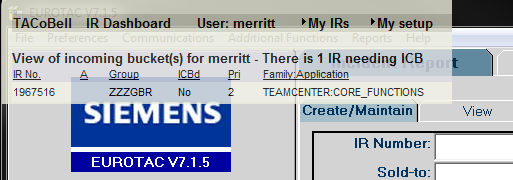 EUROTAC V7.1.5
TACoBell IR Dashboard User: merritt My IRs My setup
File Preferences Communications Additional Functions Reports Help
View of incoming bucket(s) for merritt - There is 1 IR needing ICB
IR No. A Group ICBd Pri Family:Application
1967516 ZZZGBR No 2 TEAMCENTER:CORE_FUNCTIONS
SIEMENS
EUROTAC V7.1.5
Create/Maintain View
IR Number:
Sold-to: